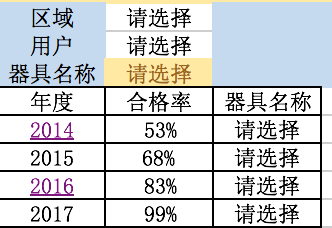 区域 请选择
用户 请选择
器具名称 请选择
年度 合格率 器具名称
2014 53% 请选择
2015 68% 请选择
2016 83% 请选择
2017 99% 请选择